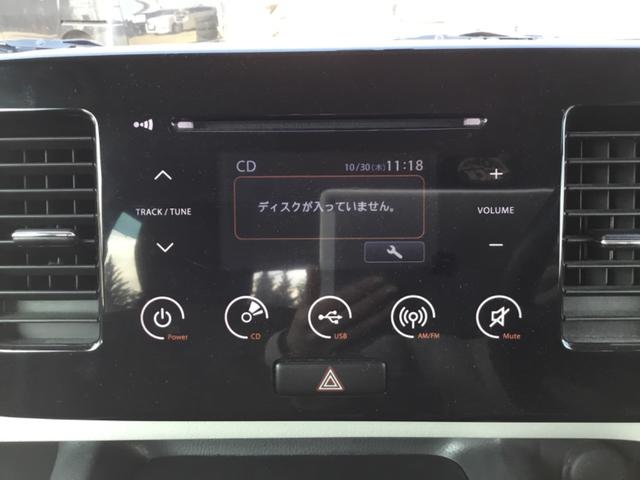 CD 10/30(木)11:18
ディスクが入っていません。
TRACK / TUNE
VOLUME
Power
CD
USB
AM/FM
Mute